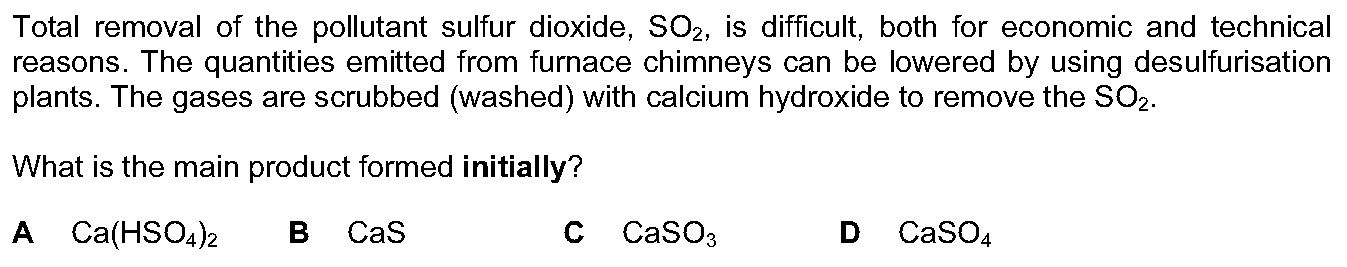 Total removal of the pollutant sulfur dioxide, SO₂, is difficult, both for economic and technical
reasons. The quantities emitted from furnace chimneys can be lowered by using desulfurisation
plants. The gases are scrubbed (washed) with calcium hydroxide to remove the SO₂.
What is the main product formed initially?
A Ca(HSO₄)₂ B CaS C CaSO₃ D CaSO₄